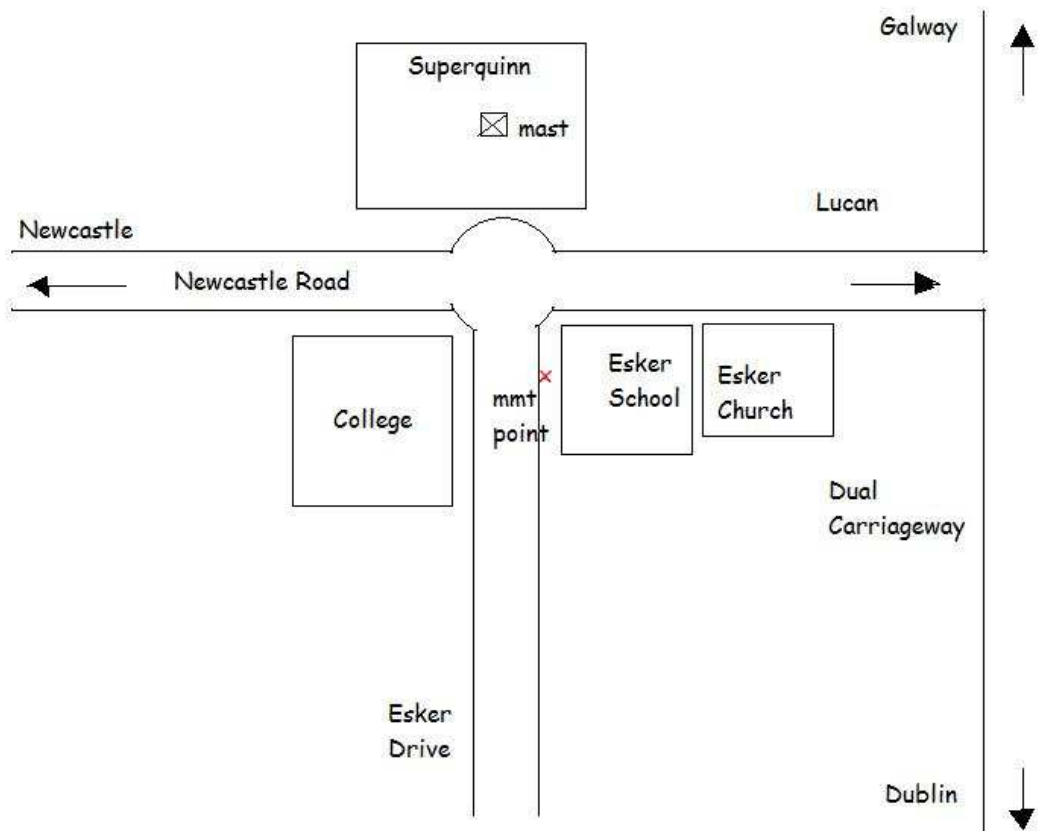 Galway
Superquinn
mast
Lucan
Newcastle
Newcastle Road
Esker
School
Esker
Church
mmt
point
College
Dual
Carriageway
Esker
Drive
Dublin